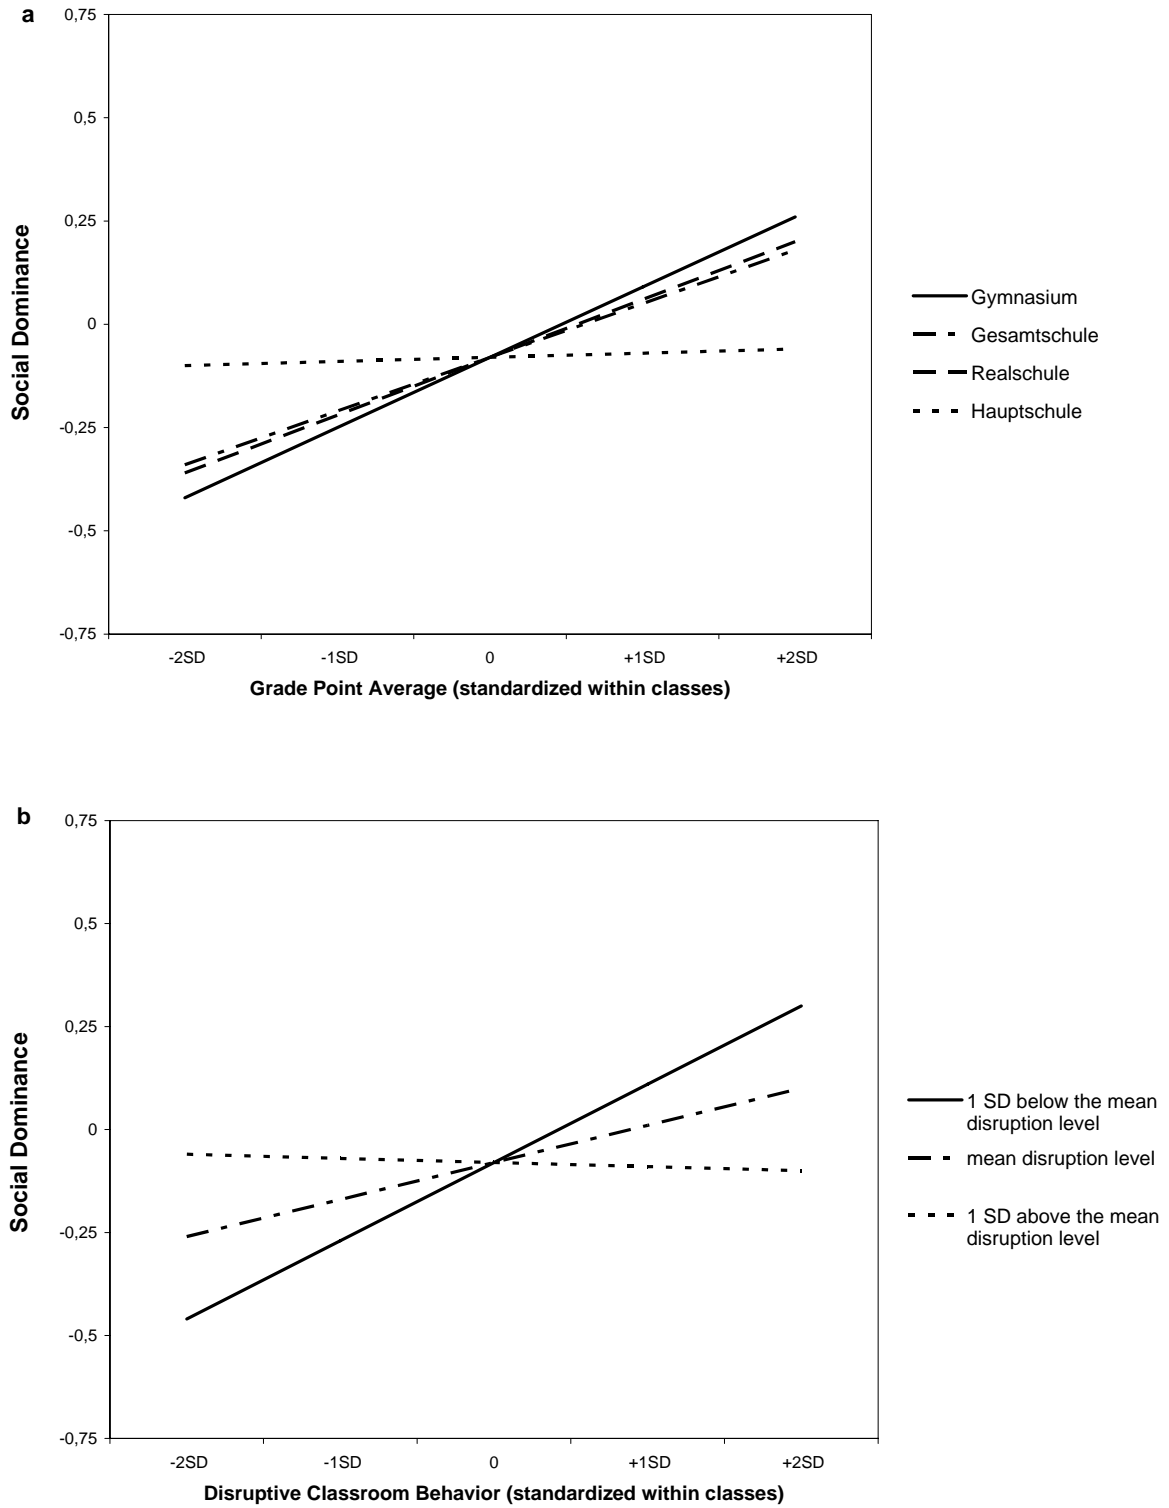 a
0,75
0,5
0,25
0
-0,25
-0,5
-0,75
Social Dominance
-2SD -1SD 0 +1SD +2SD
Grade Point Average (standardized within classes)
Gymnasium
Gesamtschule
Realschule
Hauptschule
b
0,75
0,5
0,25
0
-0,25
-0,5
-0,75
Social Dominance
-2SD -1SD 0 +1SD +2SD
Disruptive Classroom Behavior (standardized within classes)
1 SD below the mean
disruption level
mean disruption level
1 SD above the mean
disruption level